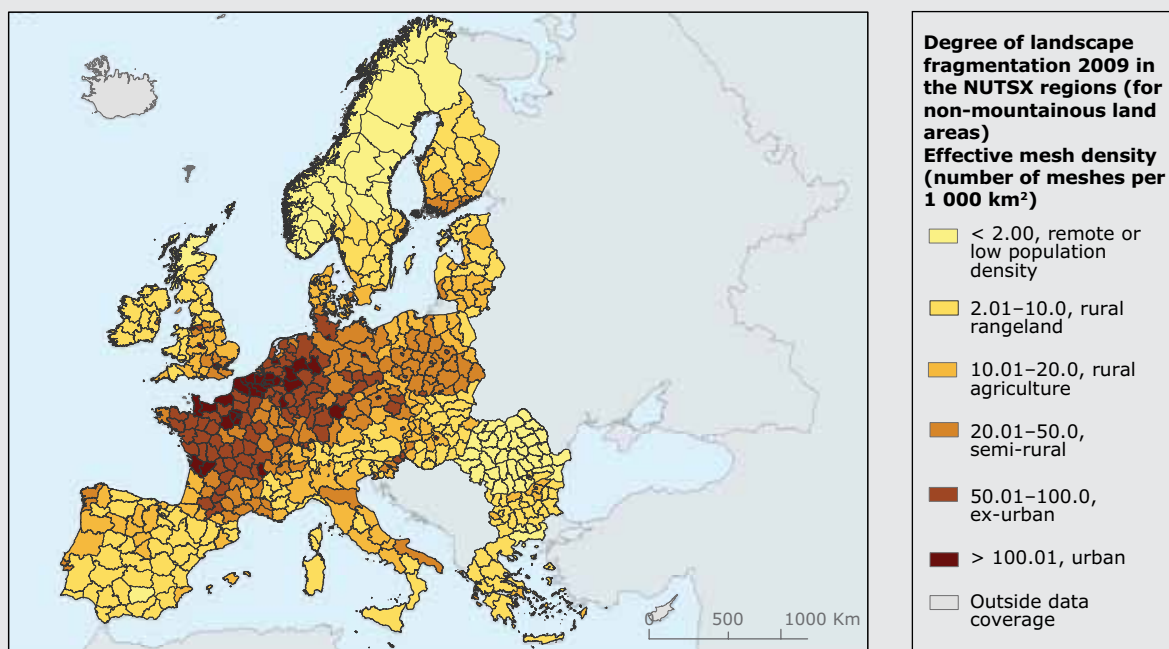 Degree of landscape
fragmentation 2009 in
the NUTSX regions (for
non-mountainous land
areas)
Effective mesh density
(number of meshes per
1 000 km²)
< 2.00, remote or
low population
density
2.01–10.0, rural
rangeland
10.01–20.0, rural
agriculture
20.01–50.0,
semi-rural
50.01–100.0,
ex-urban
> 100.01, urban
Outside data
coverage
0 500 1000 Km